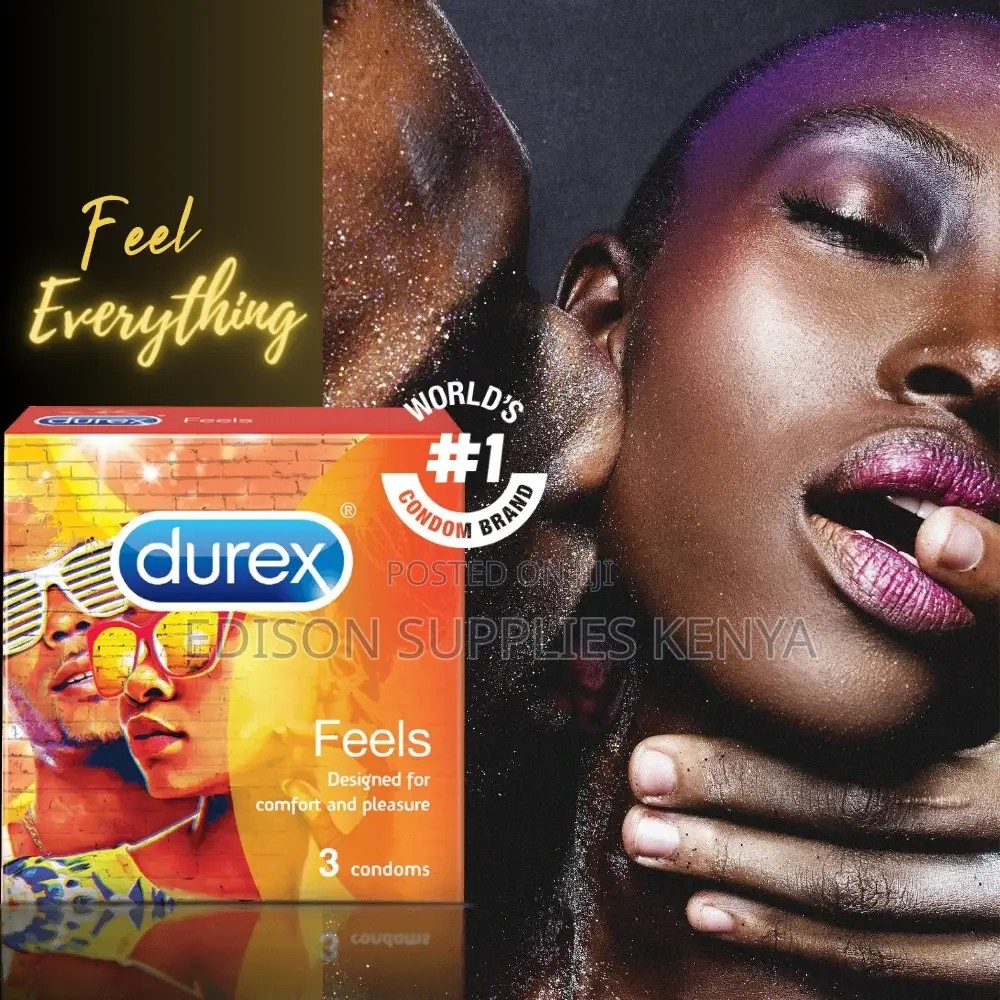 Feel
Everything
durex Feels
WORLD'S
#1
CONDOM BRAND
durex®
POSTED ON JIJI
EDISON SUPPLIES KENYA
Feels
Designed for
comfort and pleasure
3 condoms